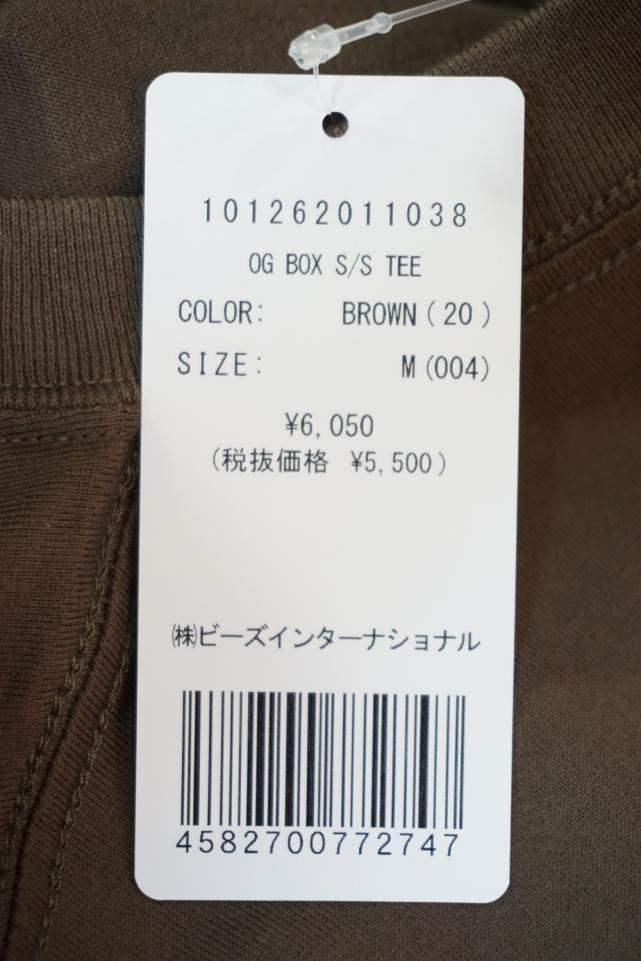 101262011038
OG BOX S/S TEE
COLOR: BROWN(20)
SIZE: M(004)
¥6,050
(税抜価格 ¥5,500)
㈱ビーズインターナショナル
4582700772747